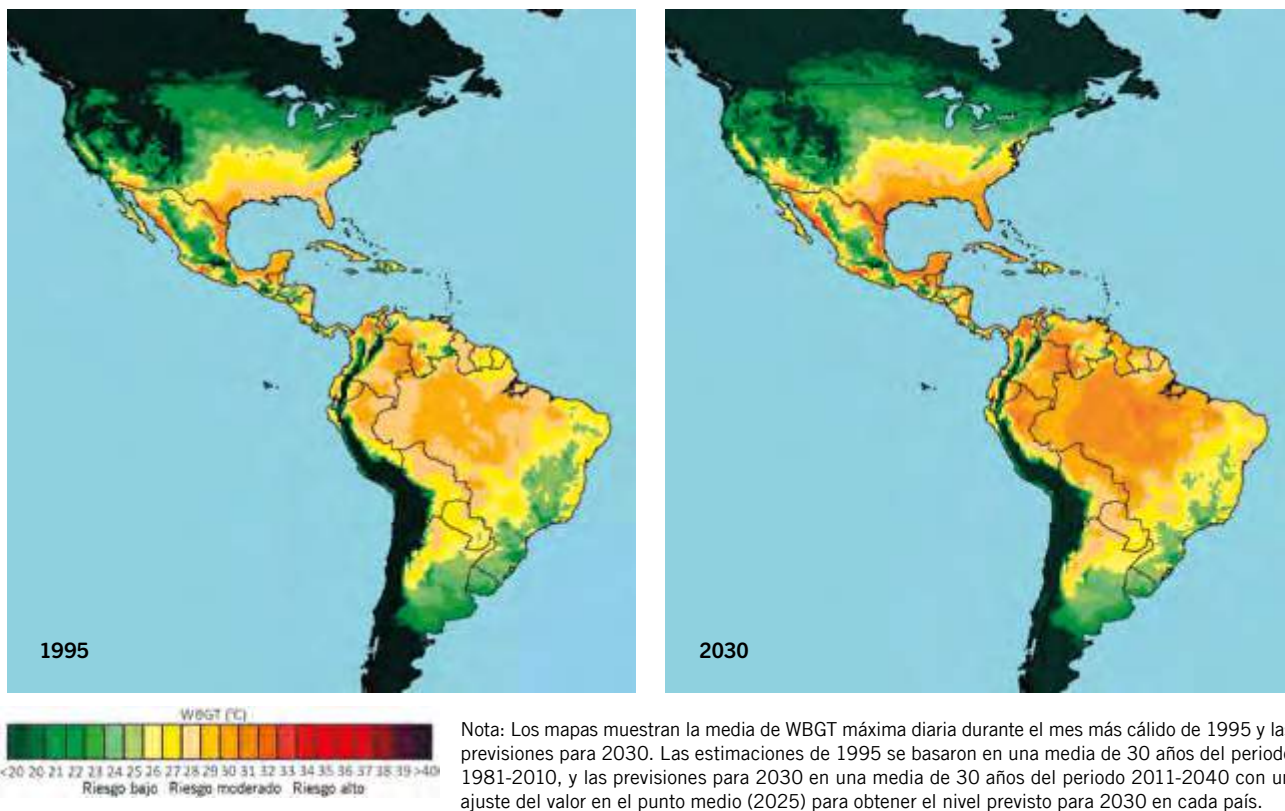 1995
2030
WBGT (°C)
<20 20 21 22 23 24 25 26 27 28 29 30 31 32 33 34 35 36 37 38 39 >40
Riesgo bajo Riesgo moderado Riesgo alto
Nota: Los mapas muestran la media de WBGT máxima diaria durante el mes más cálido de 1995 y la
previsiones para 2030. Las estimaciones de 1995 se basaron en una media de 30 años del periodo
1981-2010, y las previsiones para 2030 en una media de 30 años del periodo 2011-2040 con un
ajuste del valor en el punto medio (2025) para obtener el nivel previsto para 2030 en cada país.